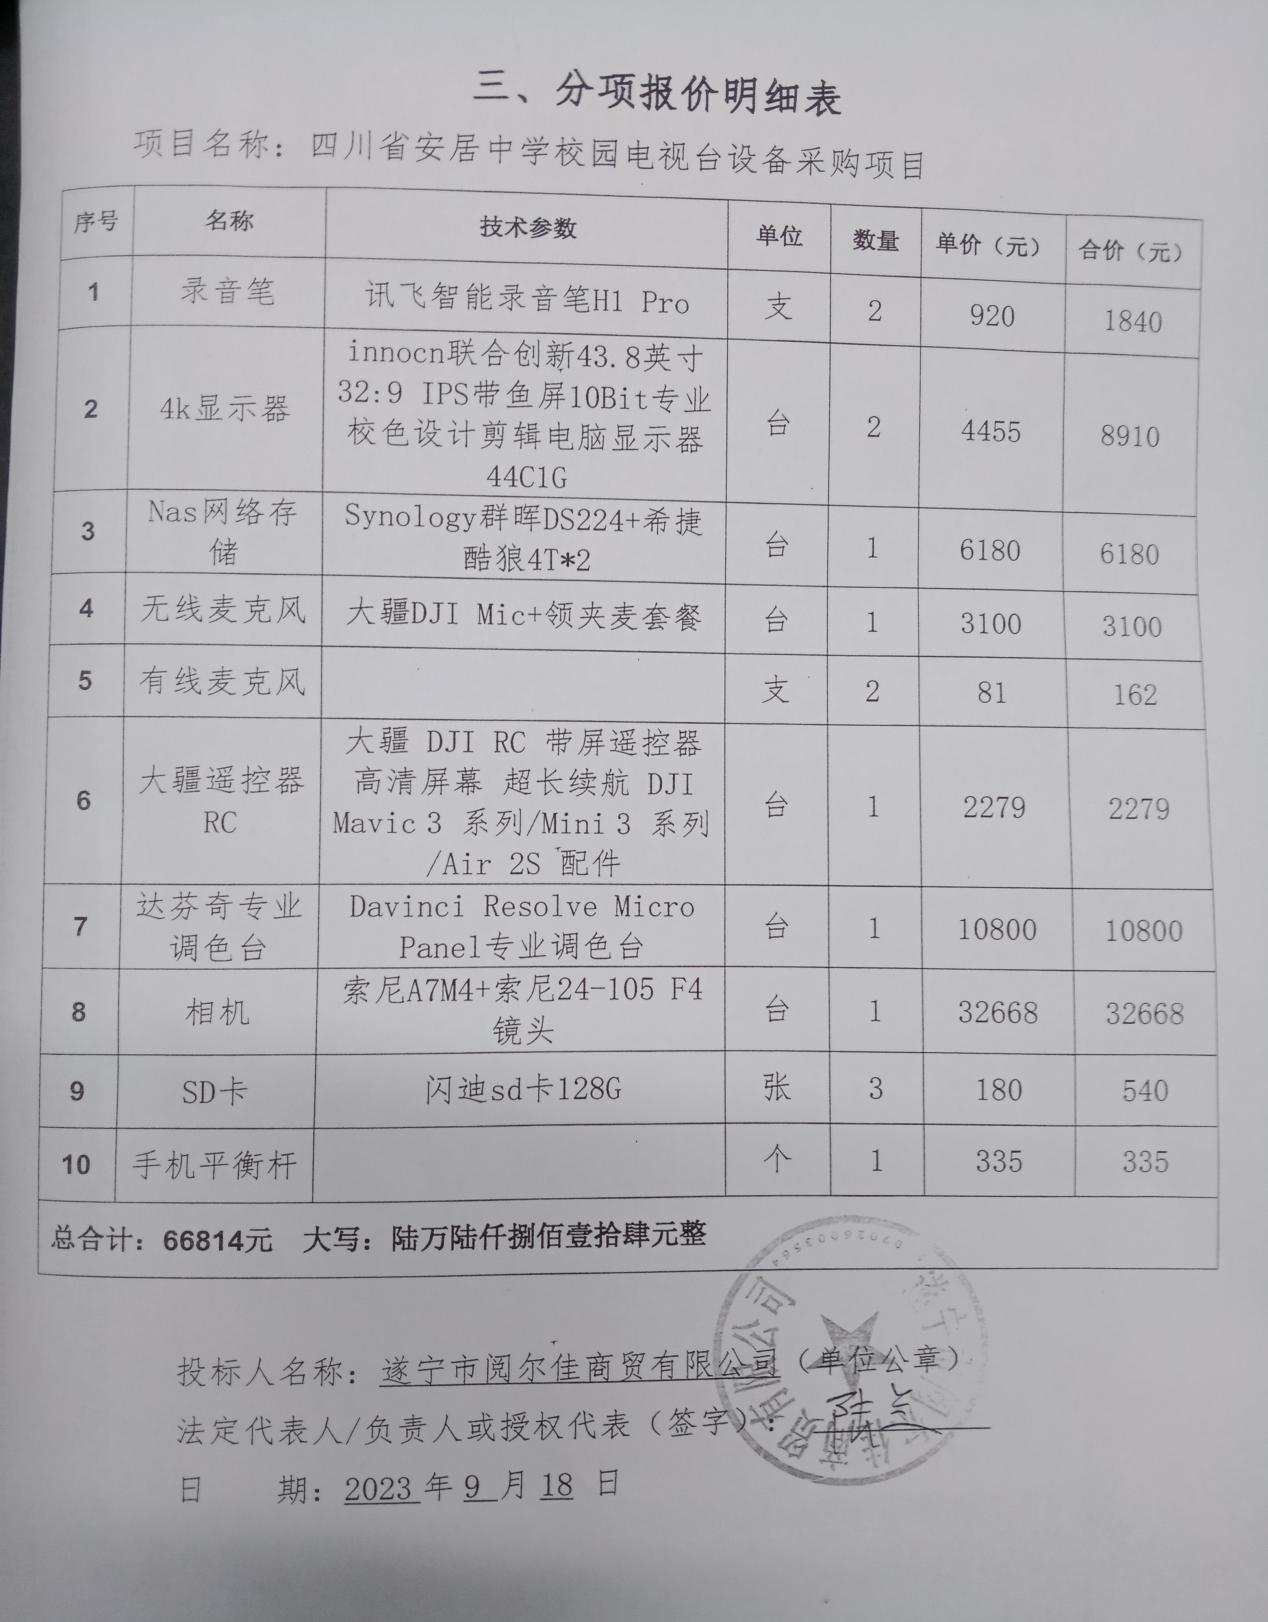 三、分项报价明细表
项目名称：四川省安居中学校园电视台设备采购项目
序号 名称 技术参数 单位 数量 单价（元） 合价（元）
1 录音笔 讯飞智能录音笔H1 Pro 支 2 920 1840
2 4k显示器 innocn联合创新43.8英寸
32:9 IPS带鱼屏10Bit专业
校色设计剪辑电脑显示器
44C1G 台 2 4455 8910
3 Nas网络存
储 Synology群晖DS224+希捷
酷狼4T*2 台 1 6180 6180
4 无线麦克风 大疆DJI Mic+领夹麦套餐 台 1 3100 3100
5 有线麦克风 支 2 81 162
6 大疆遥控器
RC 大疆 DJI RC 带屏遥控器
高清屏幕 超长续航 DJI
Mavic 3 系列/Mini 3 系列
/Air 2S 配件 台 1 2279 2279
7 达芬奇专业
调色台 Davinci Resolve Micro
Panel专业调色台 台 1 10800 10800
8 相机 索尼A7M4+索尼24-105 F4
镜头 台 1 32668 32668
9 SD卡 闪迪sd卡128G 张 3 180 540
10 手机平衡杆 个 1 335 335
总合计：66814元 大写：陆万陆仟捌佰壹拾肆元整
投标人名称：遂宁市阅尔佳商贸有限公司（单位公章）
法定代表人/负责人或授权代表（签字）：
日 期：2023 年 9 月 18 日